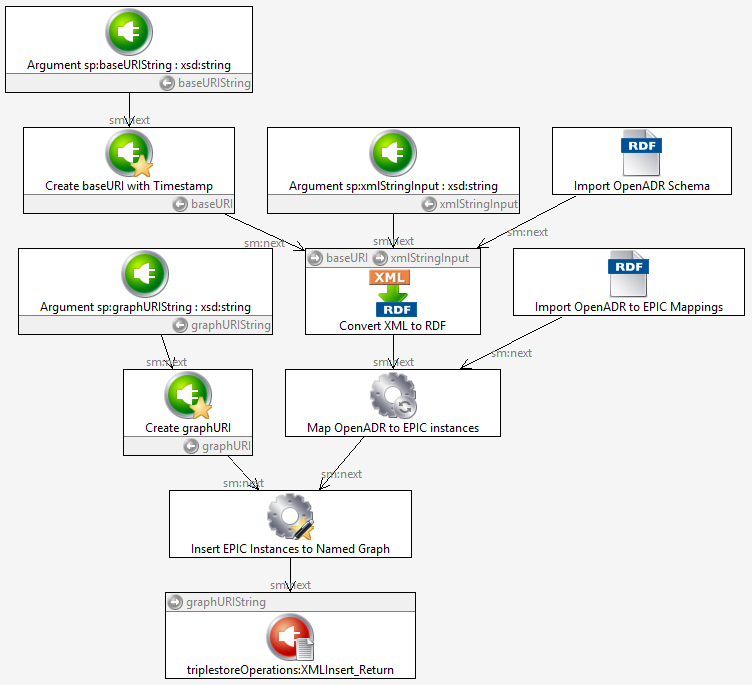 Argument sp:baseURIString : xsd:string
baseURIString
sm:next
Create baseURI with Timestamp
baseURI
Argument sp:xmlStringInput : xsd:string
xmlStringInput
RDF
Import OpenADR Schema
sm:next
sm:next
sm:next
Argument sp:graphURIString : xsd:string
graphURIString
baseURI xmlStringInput
XML
RDF
Convert XML to RDF
RDF
Import OpenADR to EPIC Mappings
sm:next
sm:next
sm:next
Create graphURI
graphURI
Map OpenADR to EPIC instances
sm:next
sm:next
Insert EPIC Instances to Named Graph
sm:next
graphURIString
triplestoreOperations:XMLInsert_Return